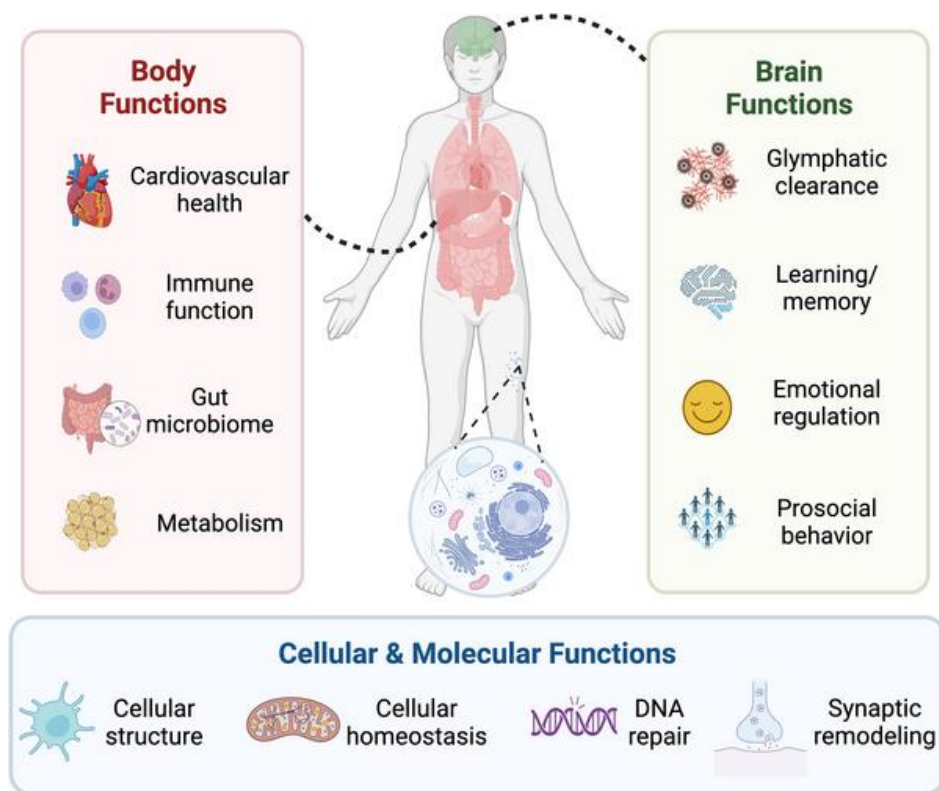 Body
Functions
Cardiovascular
health
Immune
function
Gut
microbiome
Metabolism
Brain
Functions
Glymphatic
clearance
Learning/
memory
Emotional
regulation
Prosocial
behavior
Cellular & Molecular Functions
Cellular
structure
Cellular
homeostasis
DNA
repair
Synaptic
remodeling